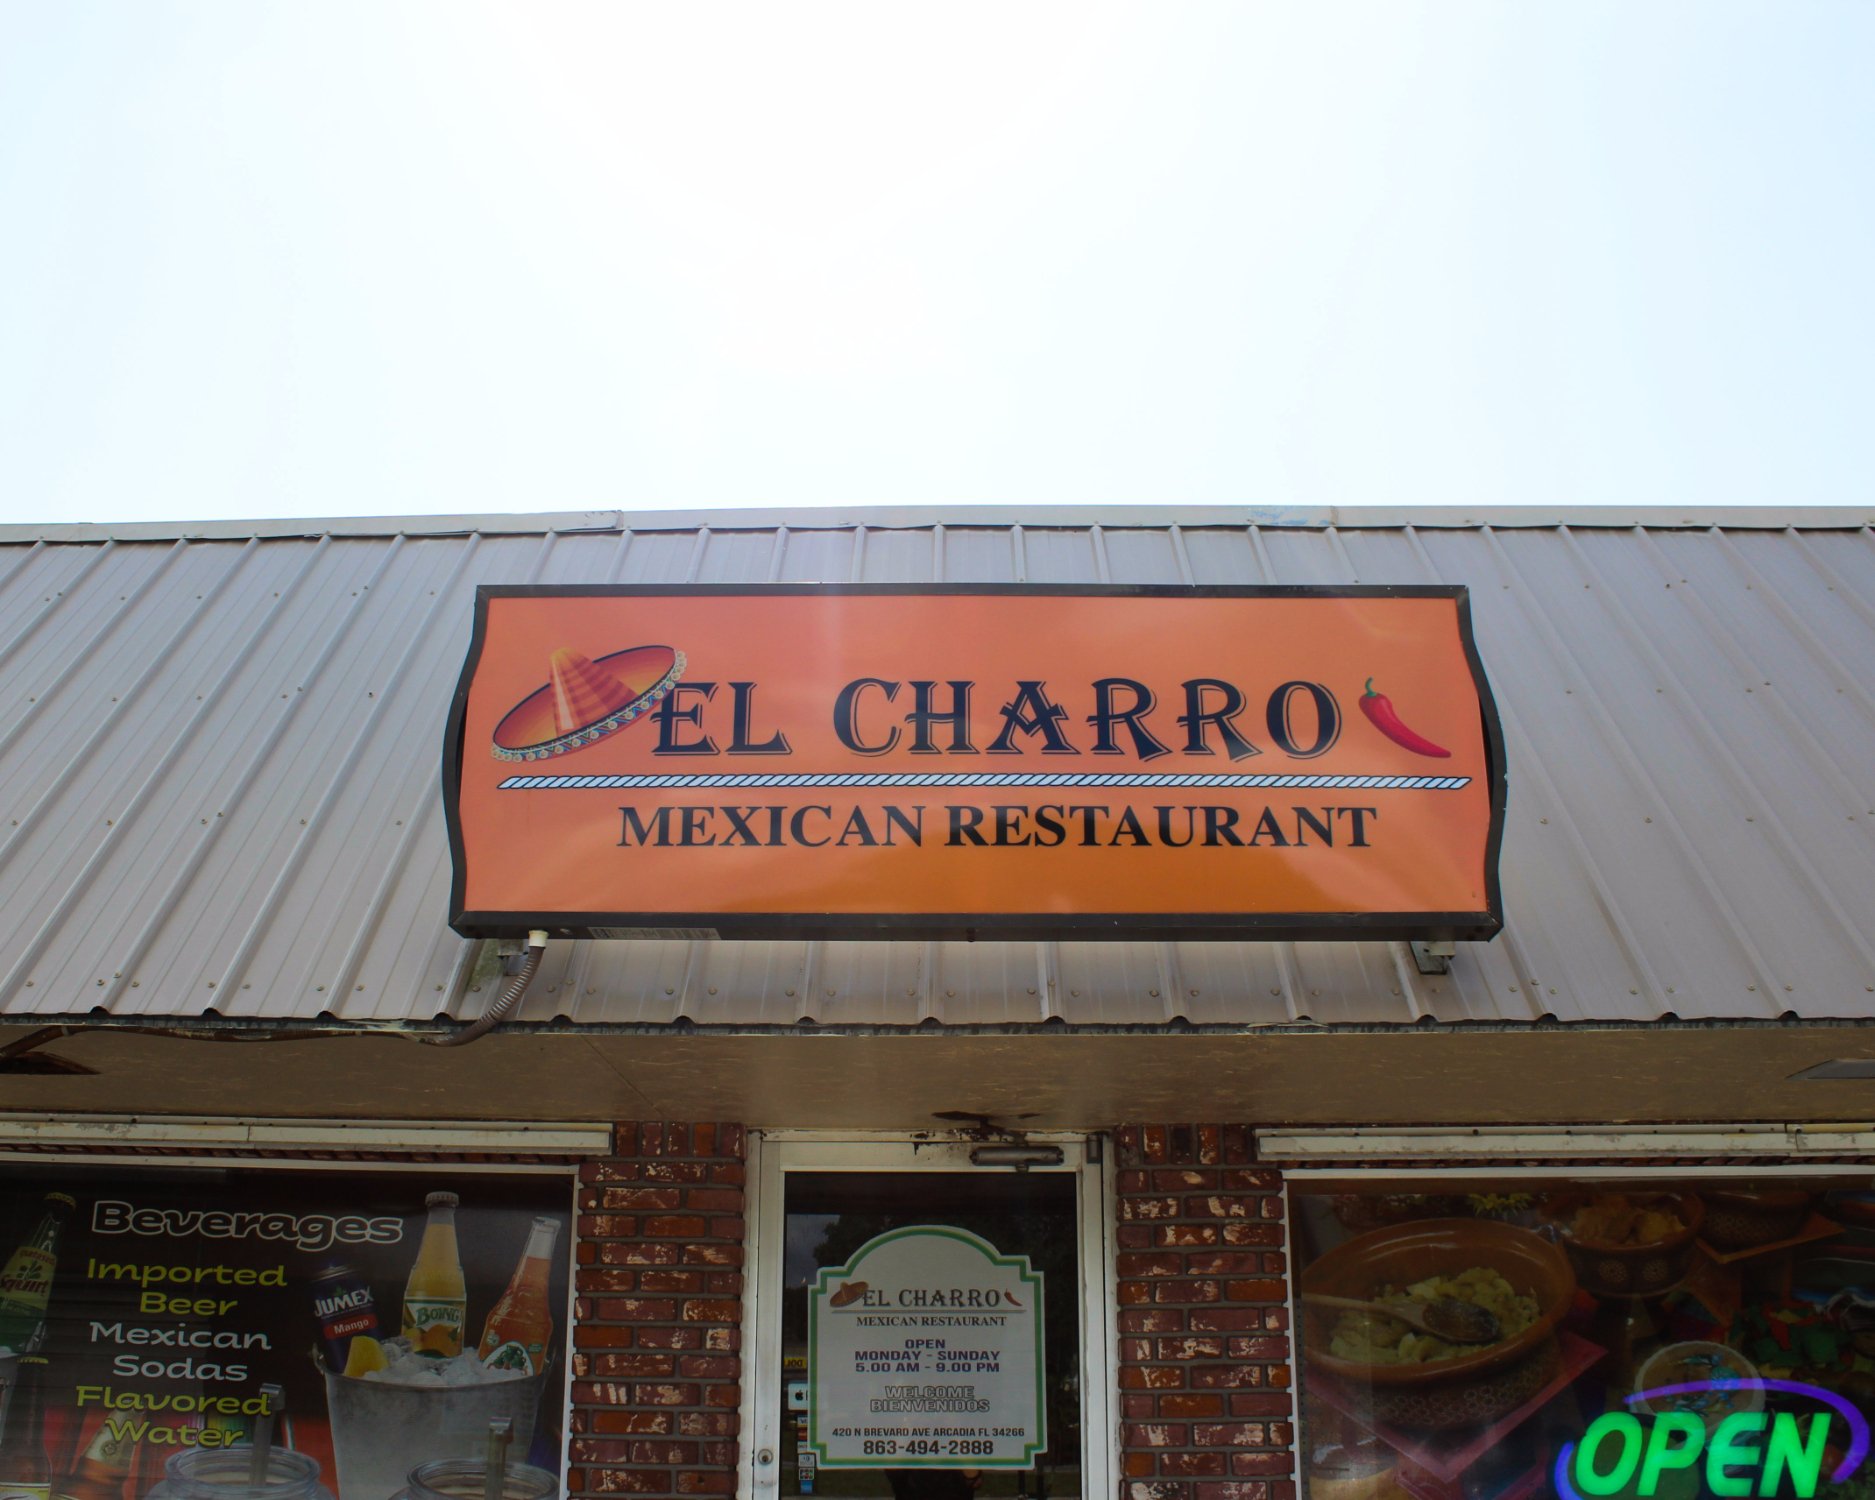 EL CHARRO
MEXICAN RESTAURANT
Beverages
Imported
Beer
Mexican
Sodas
Flavored
Water
JUMEX
Mango
BOING!
EL CHARRO
MEXICAN RESTAURANT
OPEN
MONDAY - SUNDAY
5.00 AM - 9.00 PM
WELCOME
BIENVENIDOS
420 N BREVARD AVE ARCADIA FL 34266
863-494-2888
OPEN